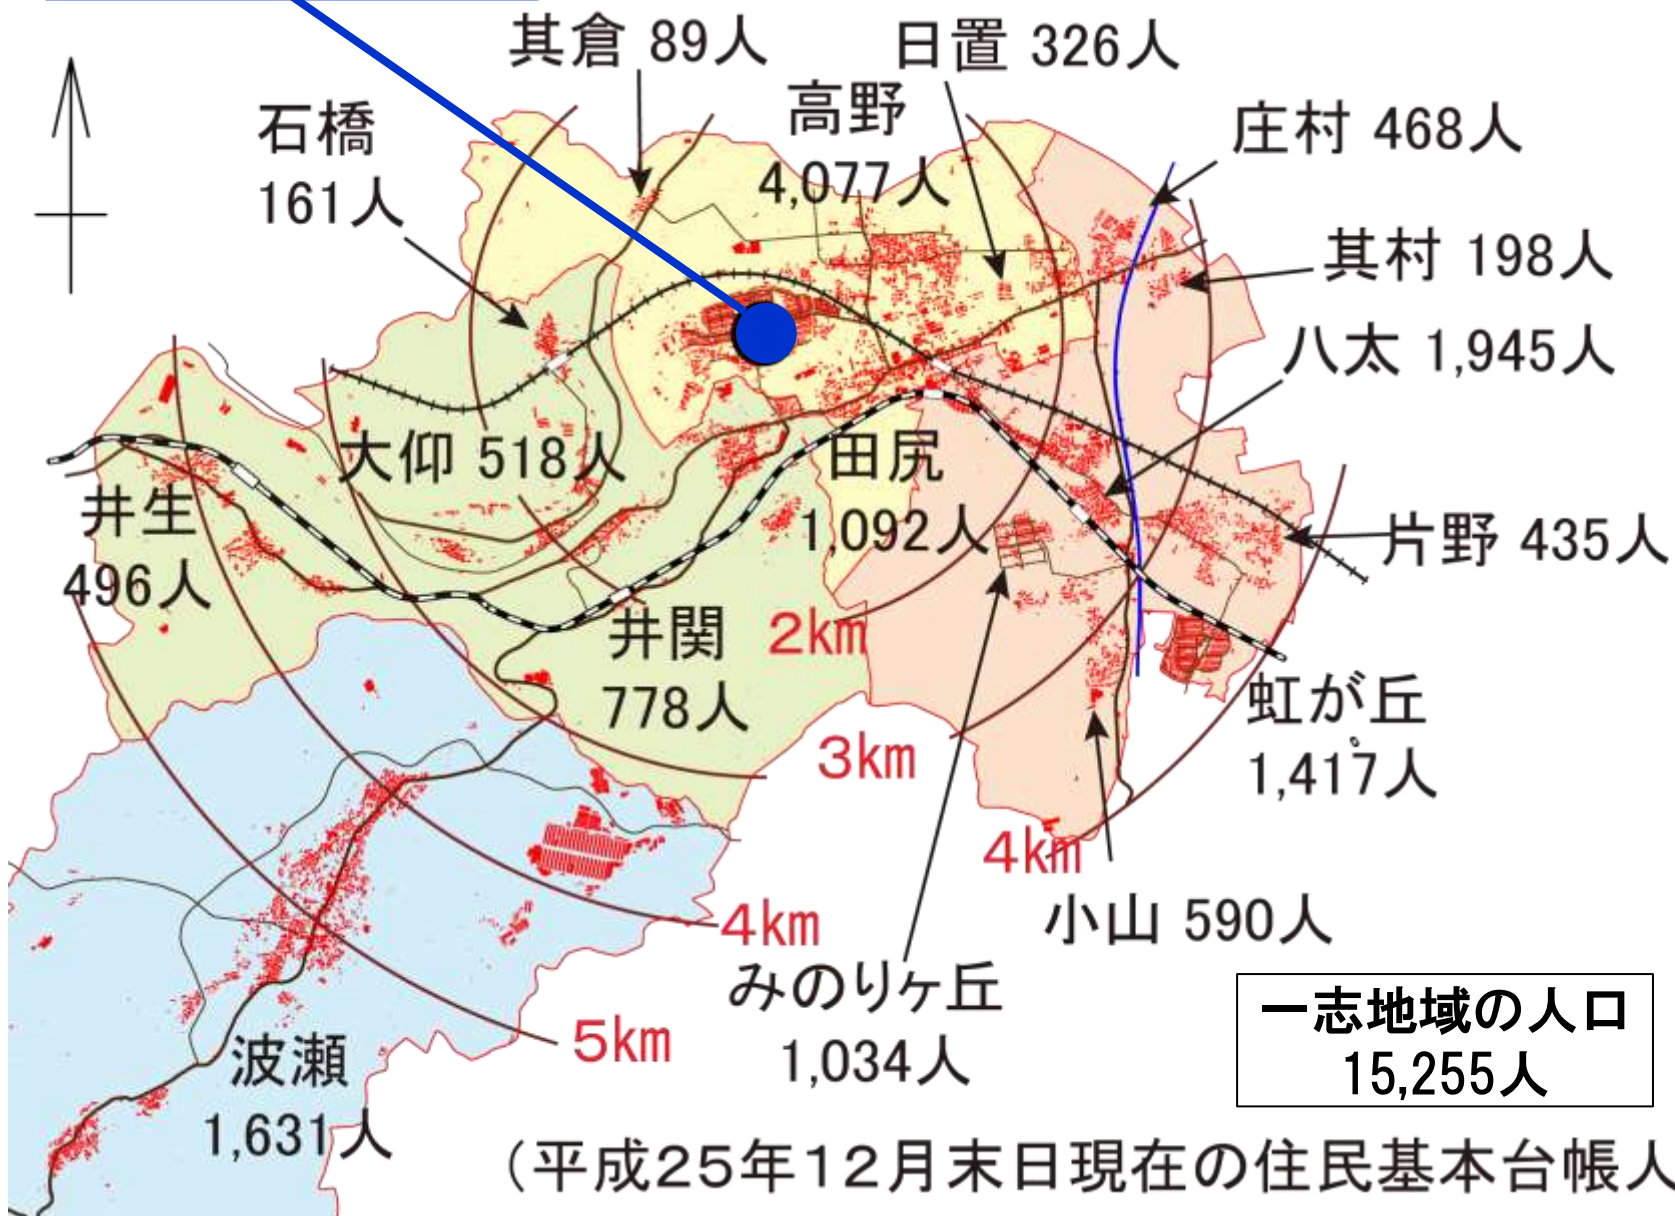 其倉 89人
日置 326人
石橋
161人
高野
4,077人
庄村 468人
其村 198人
八太 1,945人
大仰 518人
田尻
1,092人
井生
496人
片野 435人
井関
778人
2km
3km
虹が丘
1,417人
4km
小山 590人
4km
みのりヶ丘
1,034人
5km
波瀬
1,631人
一志地域の人口
15,255人
（平成25年12月末日現在の住民基本台帳人